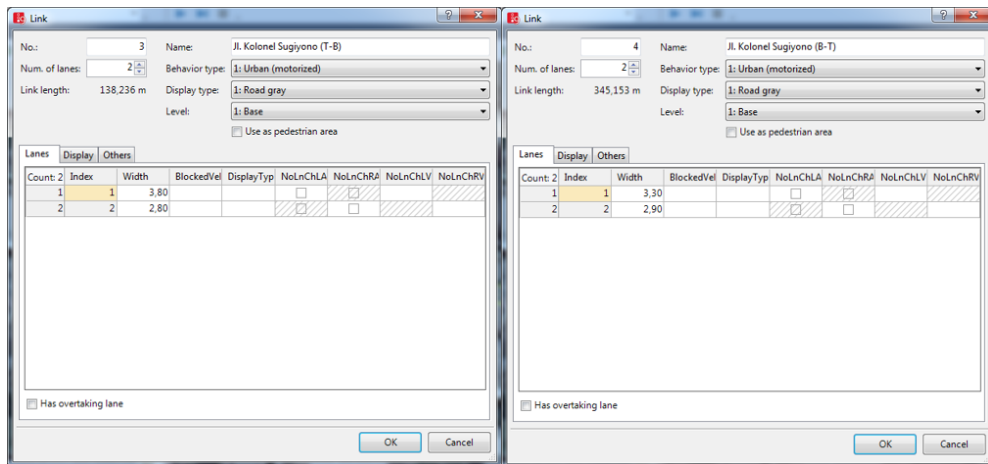 Link
No.: 3 Name: Jl. Kolonel Sugiyono (T-B)
Num. of lanes: 2 Behavior type: 1: Urban (motorized)
Link length: 138,236 m Display type: 1: Road gray
Level: 1: Base
Use as pedestrian area
Lanes Display Others
Count: 2 Index Width BlockedVel DisplayTyp NoLnChLA NoLnChRA NoLnChLV NoLnChRV
1 1 3,80
2 2 2,80
Has overtaking lane
OK Cancel
Link
No.: 4 Name: Jl. Kolonel Sugiyono (B-T)
Num. of lanes: 2 Behavior type: 1: Urban (motorized)
Link length: 345,153 m Display type: 1: Road gray
Level: 1: Base
Use as pedestrian area
Lanes Display Others
Count: 2 Index Width BlockedVel DisplayTyp NoLnChLA NoLnChRA NoLnChLV NoLnChRV
1 1 3,30
2 2 2,90
Has overtaking lane
OK Cancel